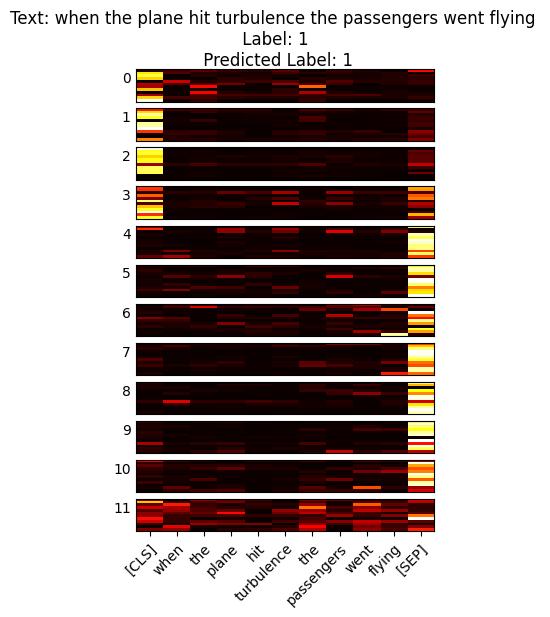 Text: when the plane hit turbulence the passengers went flying
Label: 1
Predicted Label: 1
0
1
2
3
4
5
6
7
8
9
10
11
[CLS]
when
the
plane
hit
turbulence
the
passengers
went
flying
[SEP]